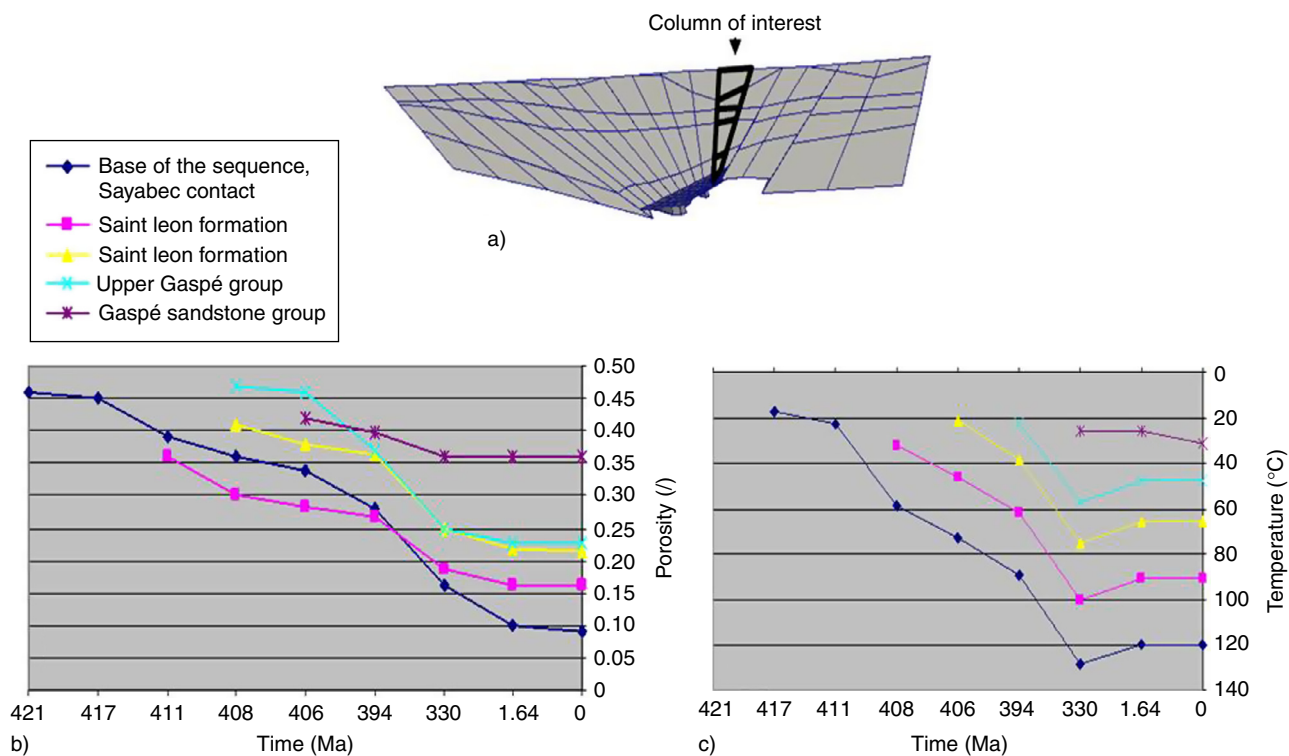 Column of interest
a)
Base of the sequence,
Sayabec contact
Saint leon formation
Saint leon formation
Upper Gaspé group
Gaspé sandstone group
0.50
0.45
0.40
0.35
0.30
0.25
0.20
0.15
0.10
0.05
0
Porosity (/)
421 417 411 408 406 394 330 1.64 0
b) Time (Ma)
0
20
40
60
80
100
120
140
Temperature (°C)
421 417 411 408 406 394 330 1.64 0
c) Time (Ma)